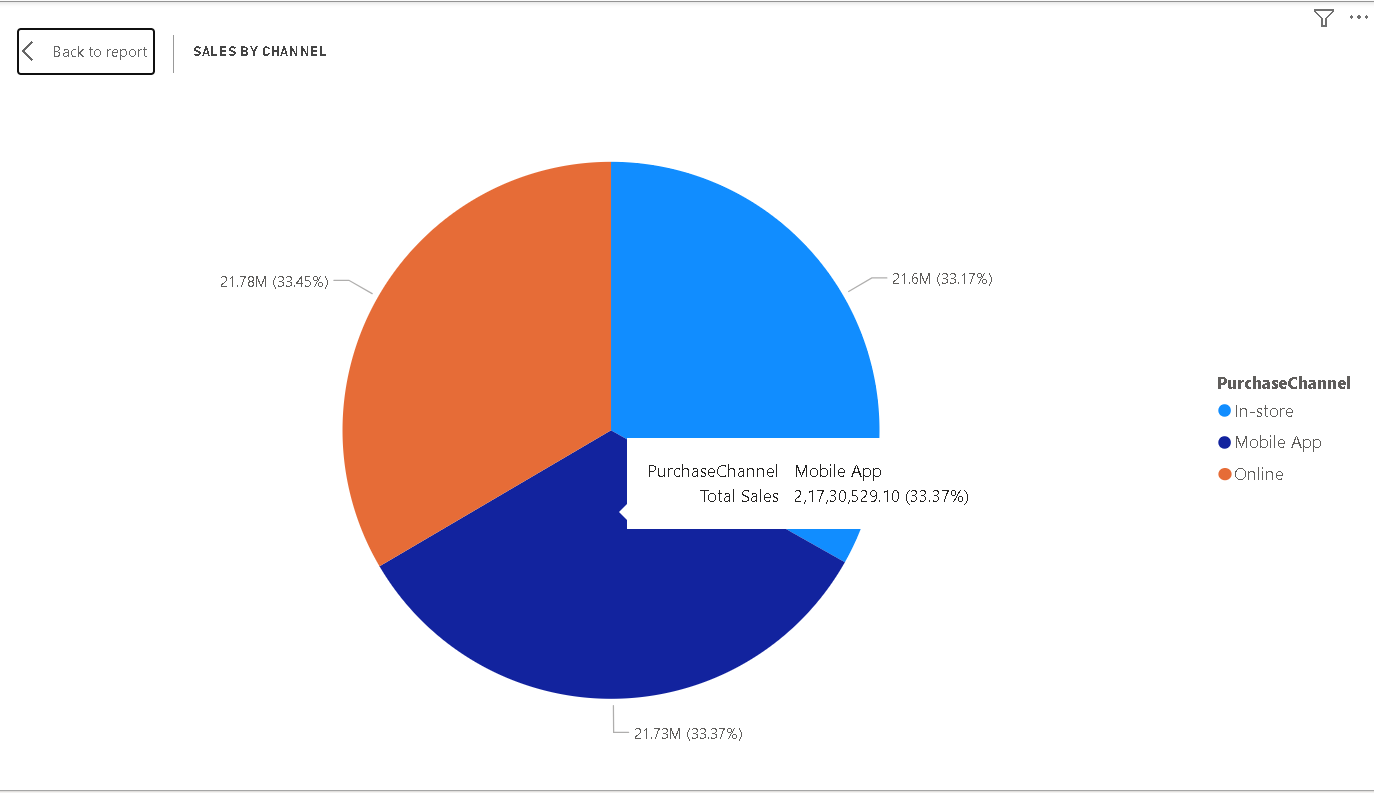 Back to report
SALES BY CHANNEL
21.78M (33.45%)
21.6M (33.17%)
PurchaseChannel
In-store
Mobile App
Online
PurchaseChannel Mobile App
Total Sales 2,17,30,529.10 (33.37%)
21.73M (33.37%)